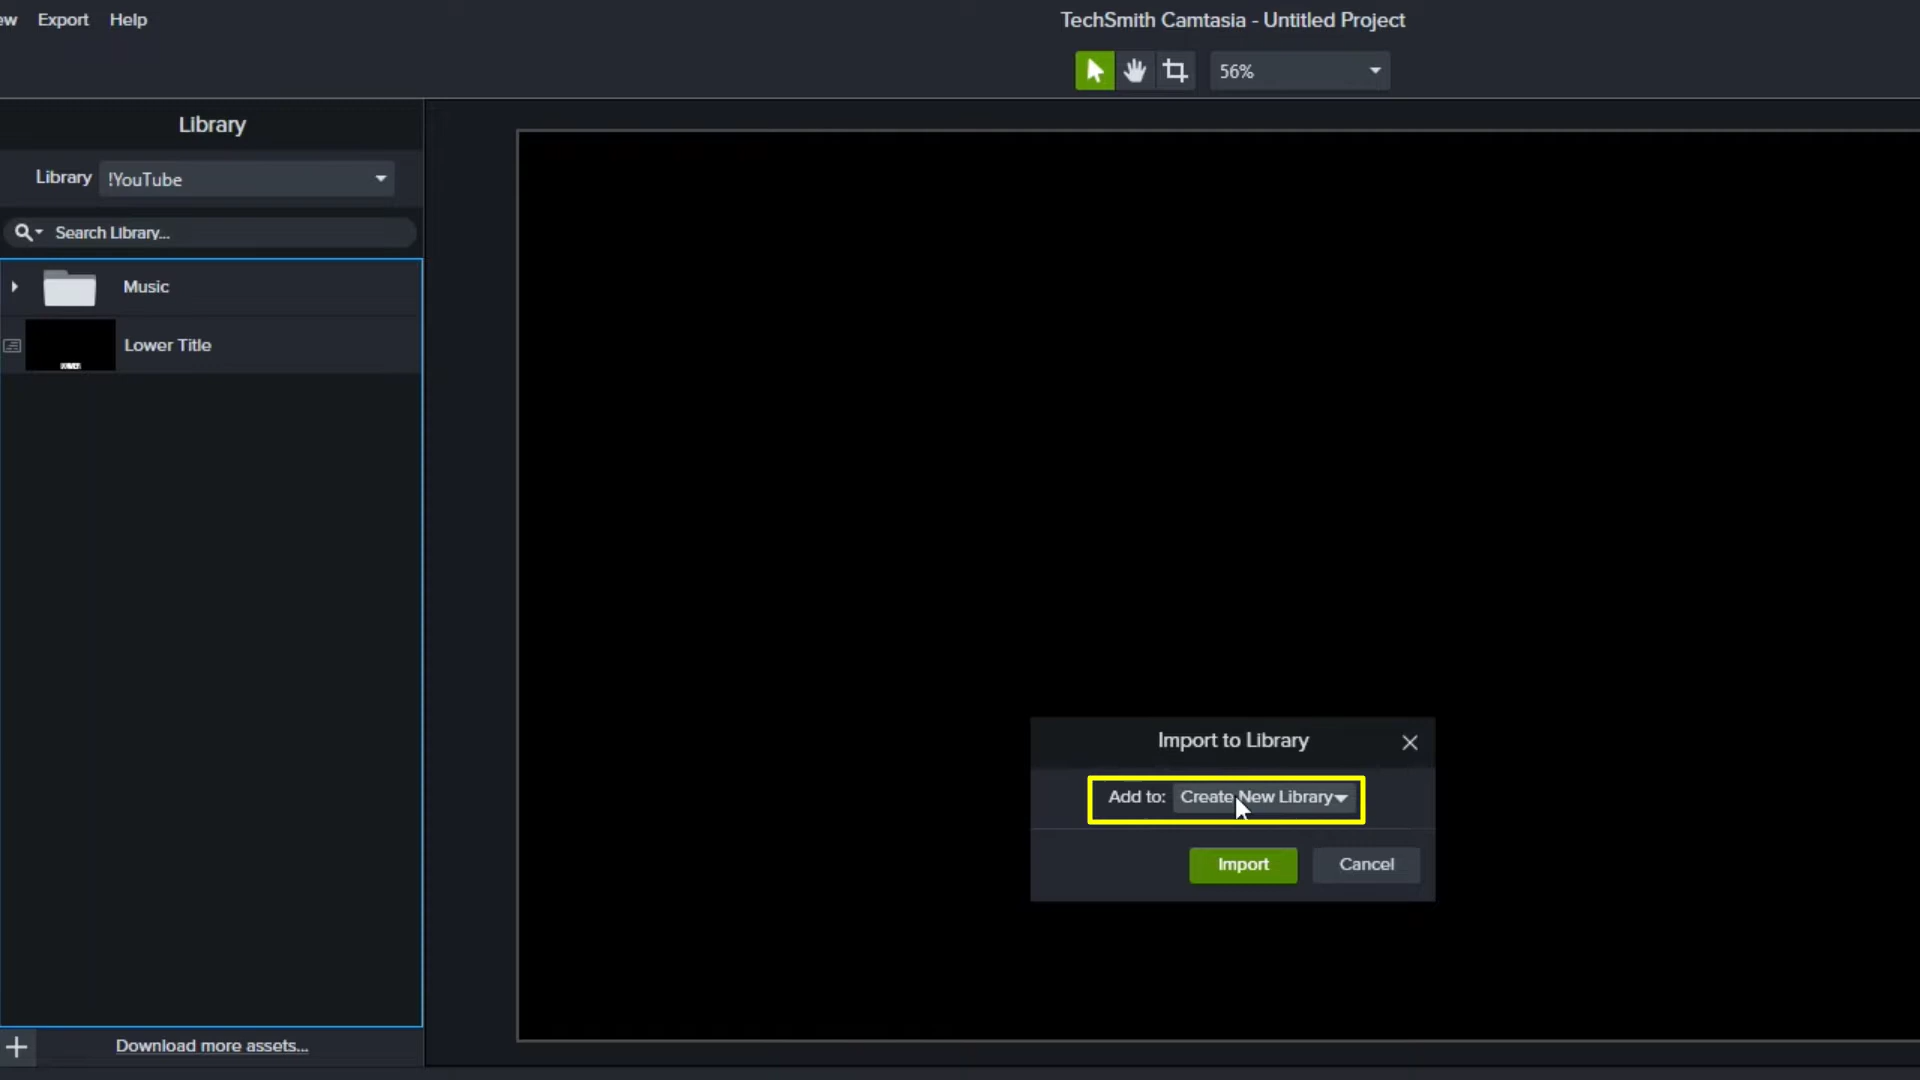 ew Export Help
TechSmith Camtasia - Untitled Project
56%
Library
Library !YouTube
Search Library...
Music
Lower Title
Import to Library
Add to: Create New Library
Import Cancel
Download more assets...